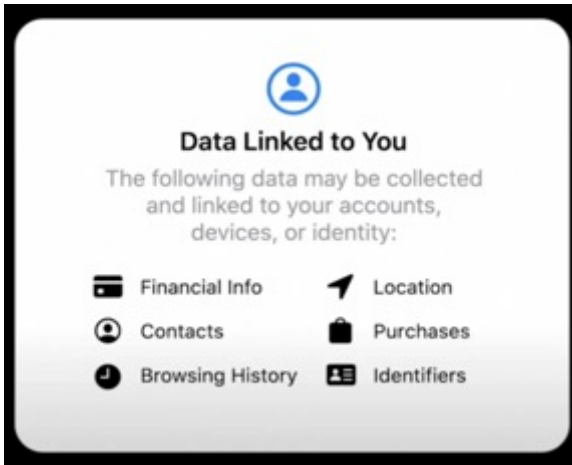 Data Linked to You
The following data may be collected
and linked to your accounts,
devices, or identity:
Financial Info
Location
Contacts
Purchases
Browsing History
Identifiers